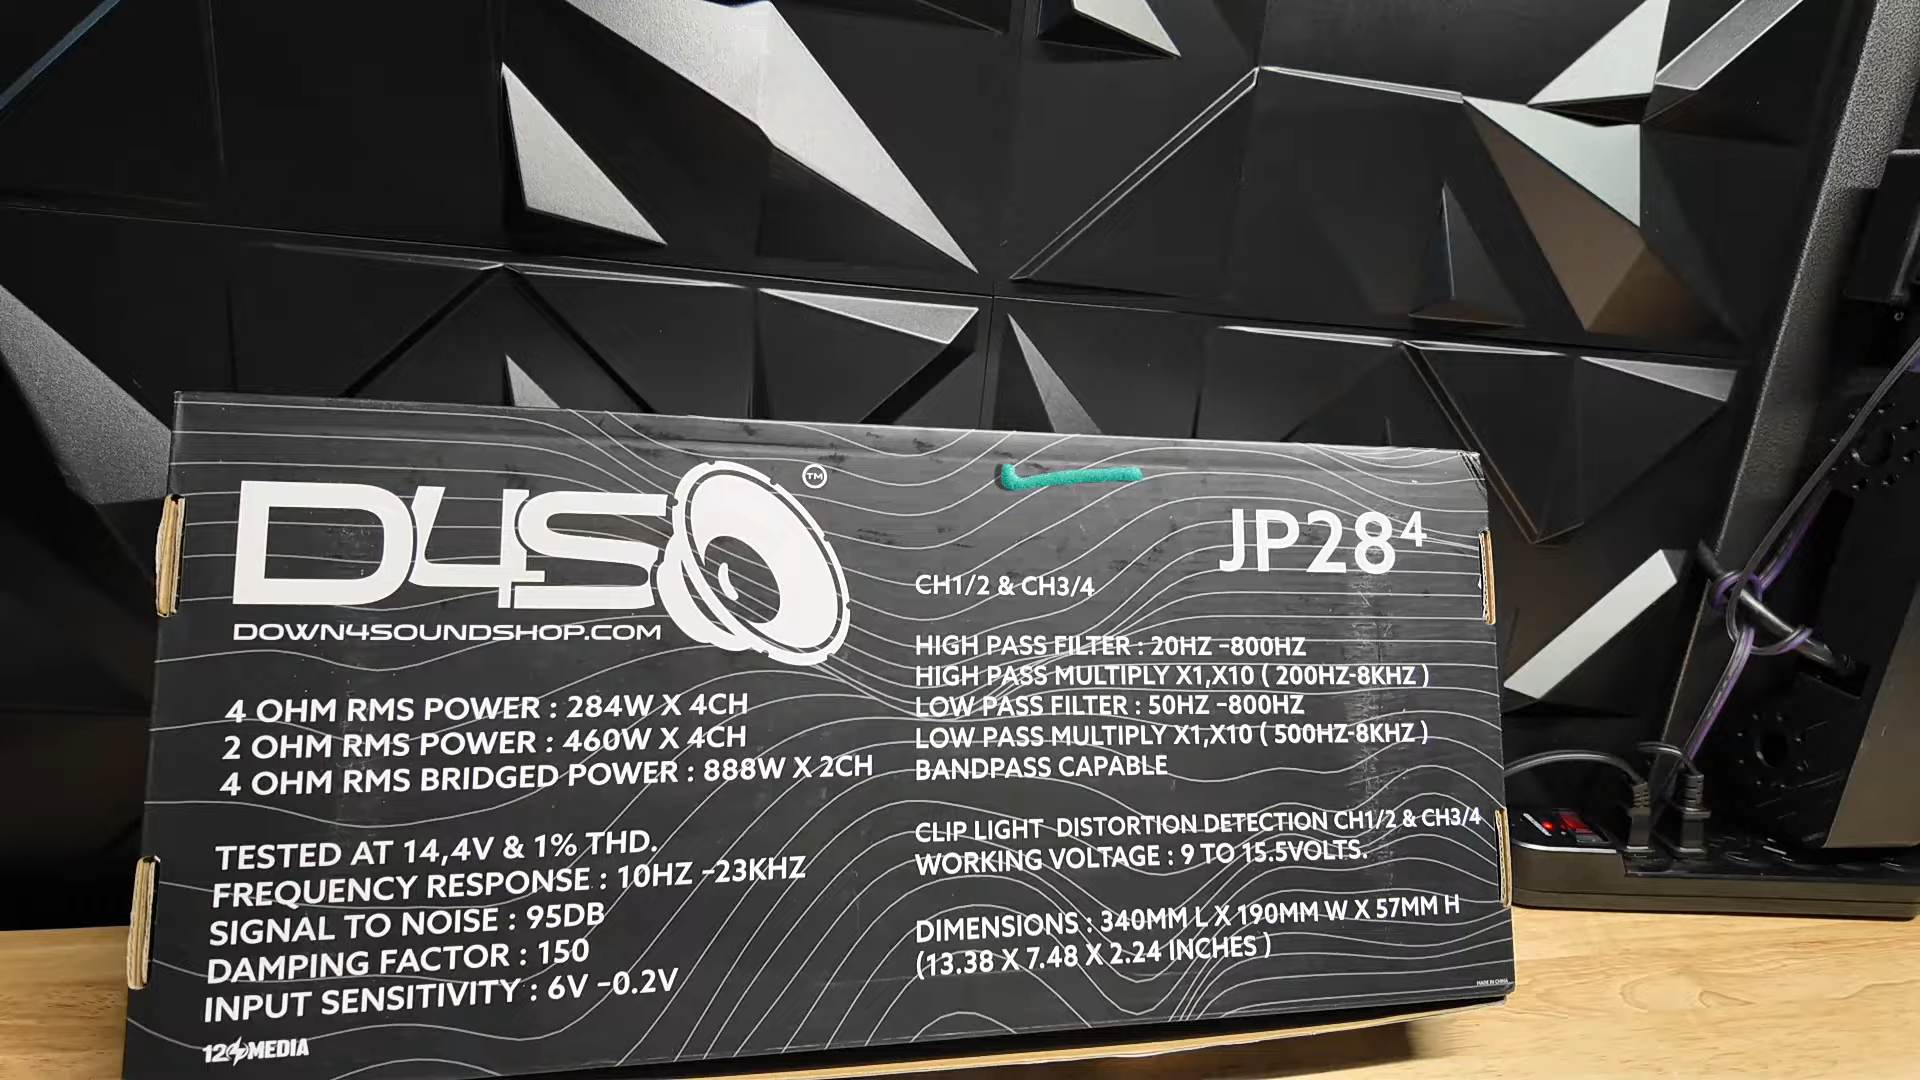 D4S
TM
DOWN4SOUNDSHOP.COM
4 OHM RMS POWER : 284W X 4CH
2 OHM RMS POWER : 460W X 4CH
4 OHM RMS BRIDGED POWER : 888W X 2CH
TESTED AT 14,4V & 1% THD.
FREQUENCY RESPONSE : 10HZ -23KHZ
SIGNAL TO NOISE : 95DB
DAMPING FACTOR : 150
INPUT SENSITIVITY : 6V -0.2V
12⚡MEDIA
JP28⁴
CH1/2 & CH3/4
HIGH PASS FILTER : 20HZ -800HZ
HIGH PASS MULTIPLY X1,X10 ( 200HZ-8KHZ )
LOW PASS FILTER : 50HZ -800HZ
LOW PASS MULTIPLY X1,X10 ( 500HZ-8KHZ )
BANDPASS CAPABLE
CLIP LIGHT DISTORTION DETECTION CH1/2 & CH3/4
WORKING VOLTAGE : 9 TO 15.5VOLTS.
DIMENSIONS : 340MM L X 190MM W X 57MM H
(13.38 X 7.48 X 2.24 INCHES )
MADE IN CHINA